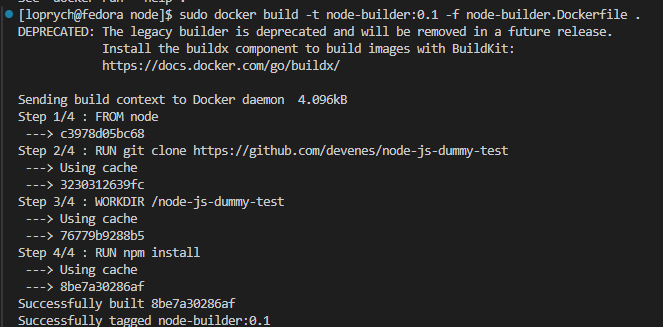 See 'docker run --help'.
[loprych@fedora node]$ sudo docker build -t node-builder:0.1 -f node-builder.Dockerfile .
DEPRECATED: The legacy builder is deprecated and will be removed in a future release.
            Install the buildx component to build images with BuildKit:
            https://docs.docker.com/go/buildx/

Sending build context to Docker daemon  4.096kB
Step 1/4 : FROM node
 ---> c3978d05bc68
Step 2/4 : RUN git clone https://github.com/devenes/node-js-dummy-test
 ---> Using cache
 ---> 3230312639fc
Step 3/4 : WORKDIR /node-js-dummy-test
 ---> Using cache
 ---> 76779b9288b5
Step 4/4 : RUN npm install
 ---> Using cache
 ---> 8be7a30286af
Successfully built 8be7a30286af
Successfully tagged node-builder:0.1